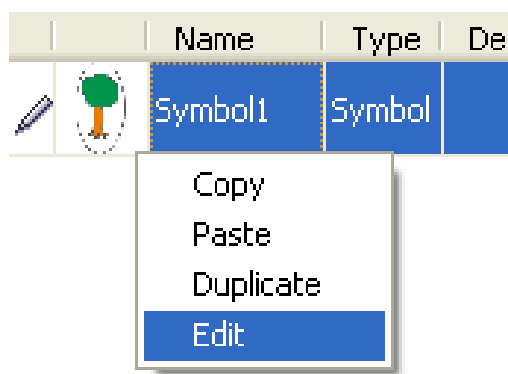 Name Type De
Symbol1 Symbol
Copy
Paste
Duplicate
Edit